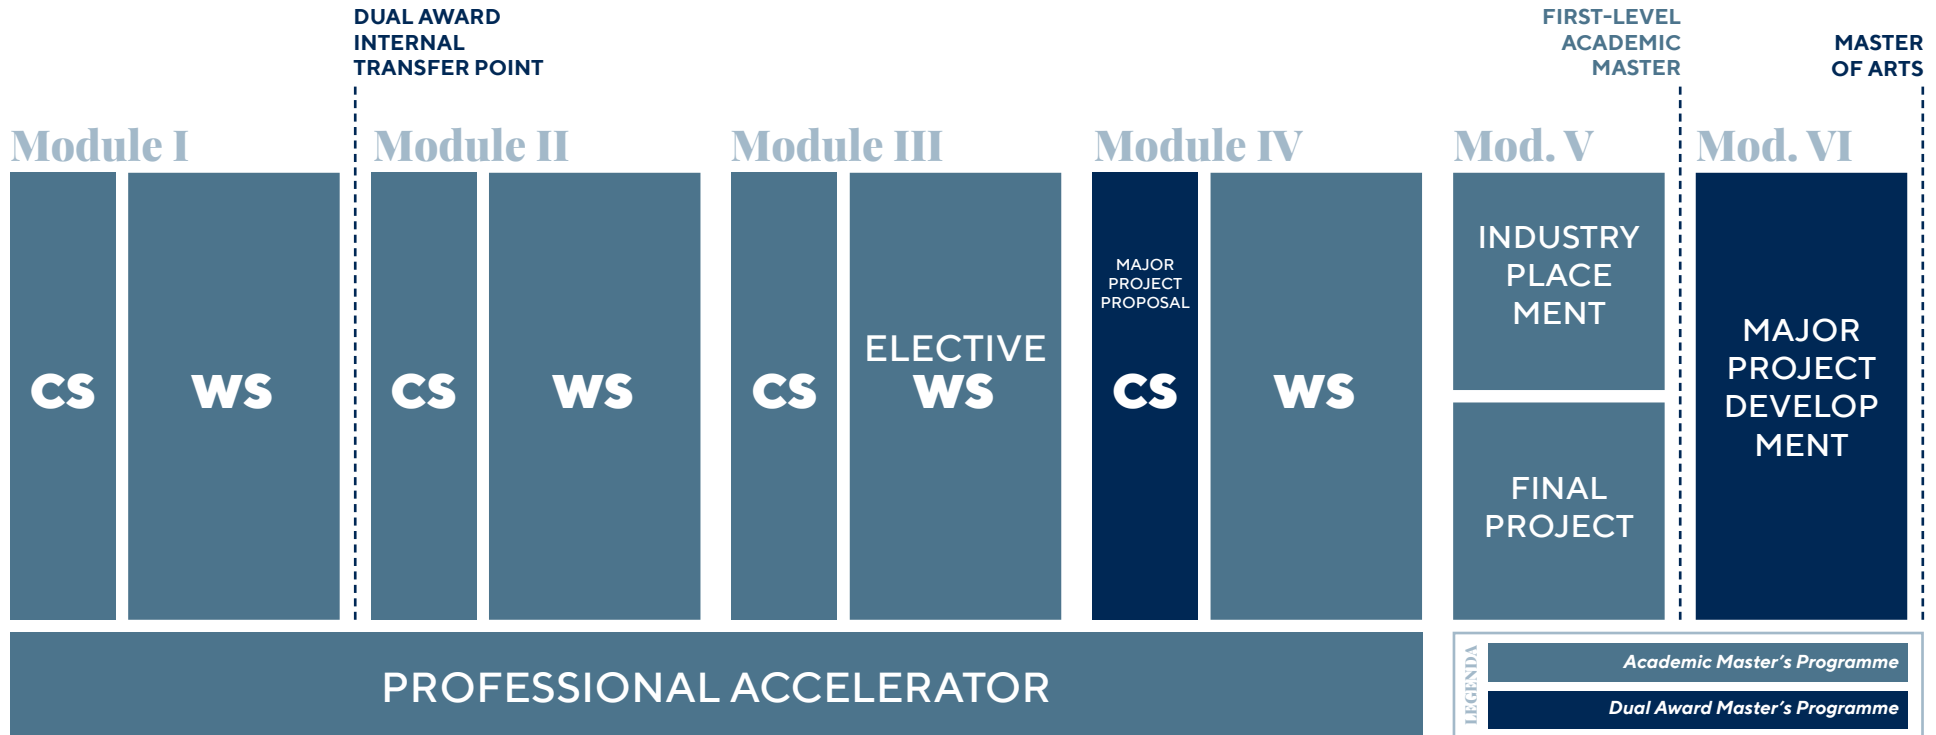 DUAL AWARD
INTERNAL
TRANSFER POINT
FIRST-LEVEL
ACADEMIC
MASTER
MASTER
OF ARTS
Module I
Module II
Module III
Module IV
Mod. V
Mod. VI
CS
WS
CS
WS
CS
ELECTIVE
WS
MAJOR
PROJECT
PROPOSAL
CS
WS
INDUSTRY
PLACE
MENT
FINAL
PROJECT
MAJOR
PROJECT
DEVELOP
MENT
PROFESSIONAL ACCELERATOR
LEGENDA
Academic Master's Programme
Dual Award Master's Programme